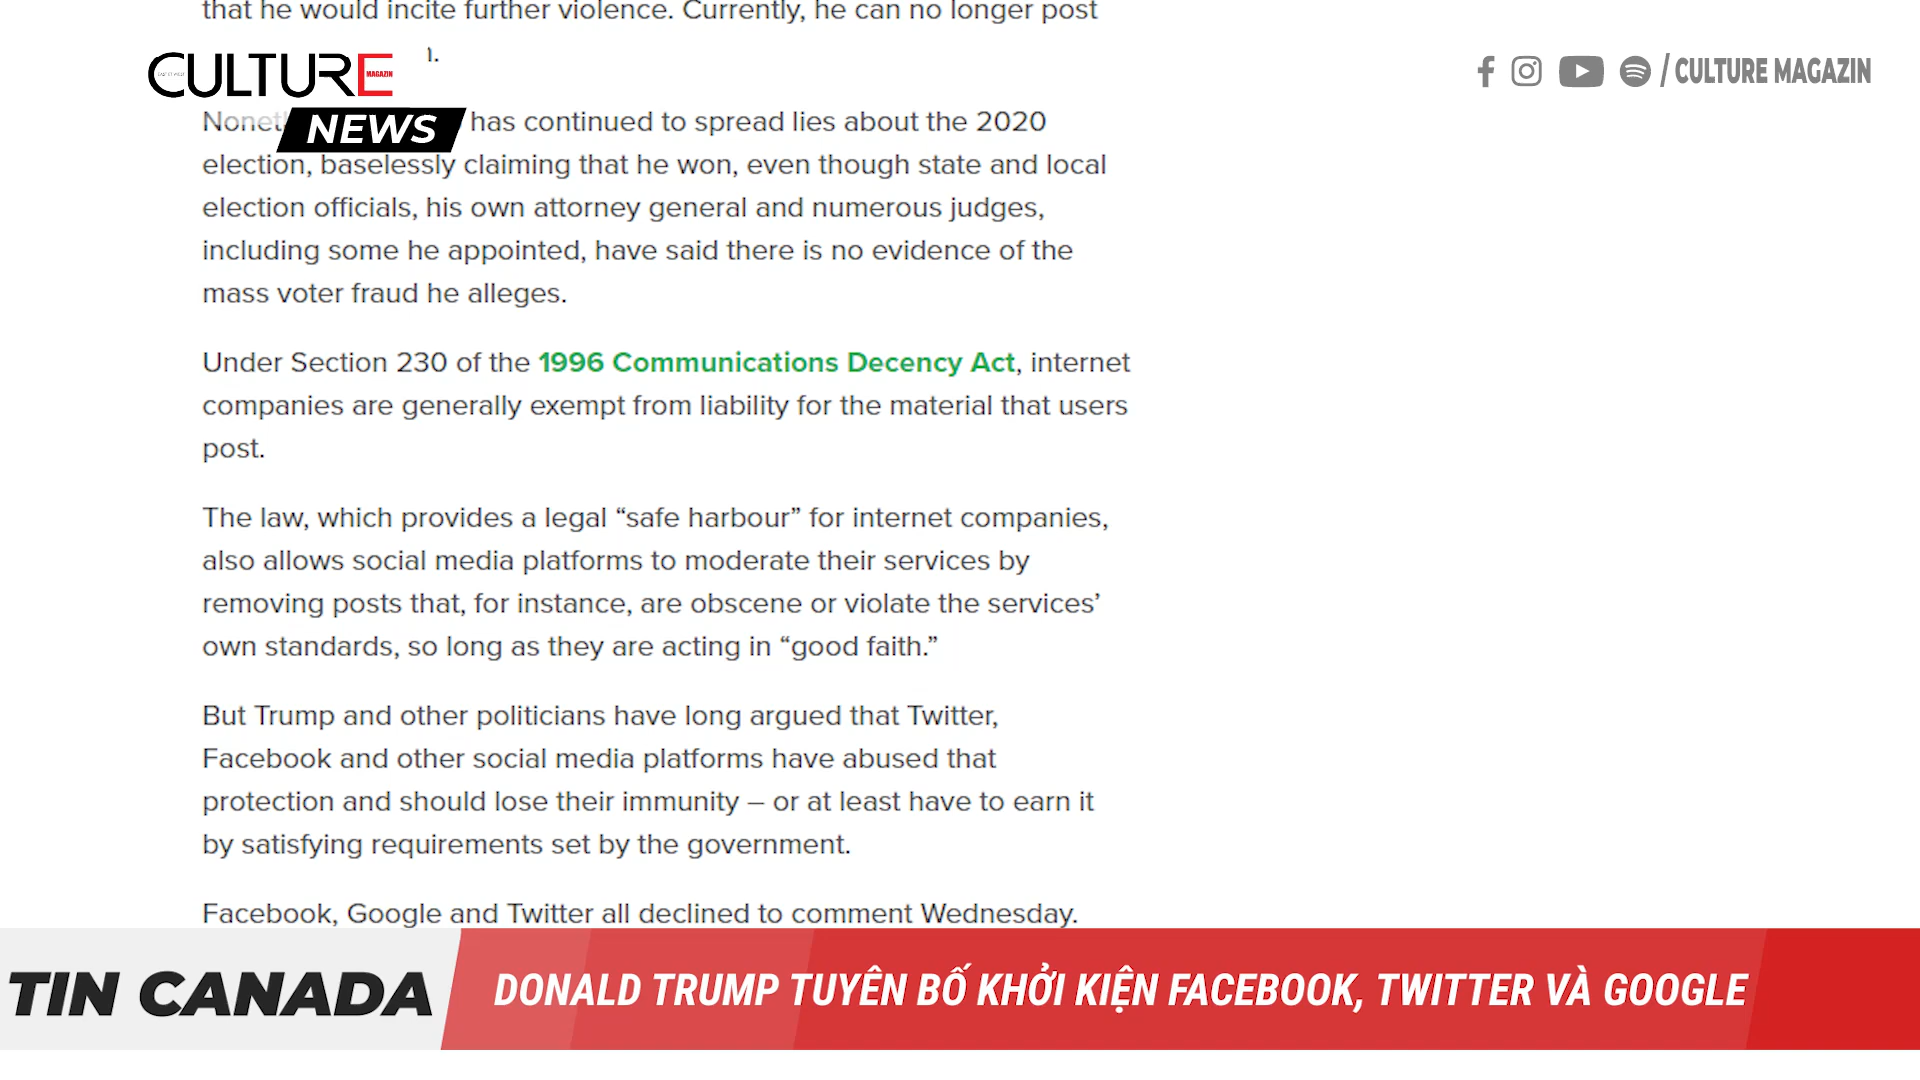 that he would incite further violence. Currently, he can no longer post
CULTURE
MAGAZIN
NEWS
/ CULTURE MAGAZIN
has continued to spread lies about the 2020
election, baselessly claiming that he won, even though state and local
election officials, his own attorney general and numerous judges,
including some he appointed, have said there is no evidence of the
mass voter fraud he alleges.
Under Section 230 of the 1996 Communications Decency Act, internet
companies are generally exempt from liability for the material that users
post.
The law, which provides a legal “safe harbour” for internet companies,
also allows social media platforms to moderate their services by
removing posts that, for instance, are obscene or violate the services’
own standards, so long as they are acting in “good faith.”
But Trump and other politicians have long argued that Twitter,
Facebook and other social media platforms have abused that
protection and should lose their immunity – or at least have to earn it
by satisfying requirements set by the government.
Facebook, Google and Twitter all declined to comment Wednesday.
TIN CANADA
DONALD TRUMP TUYÊN BỐ KHỞI KIỆN FACEBOOK, TWITTER VÀ GOOGLE